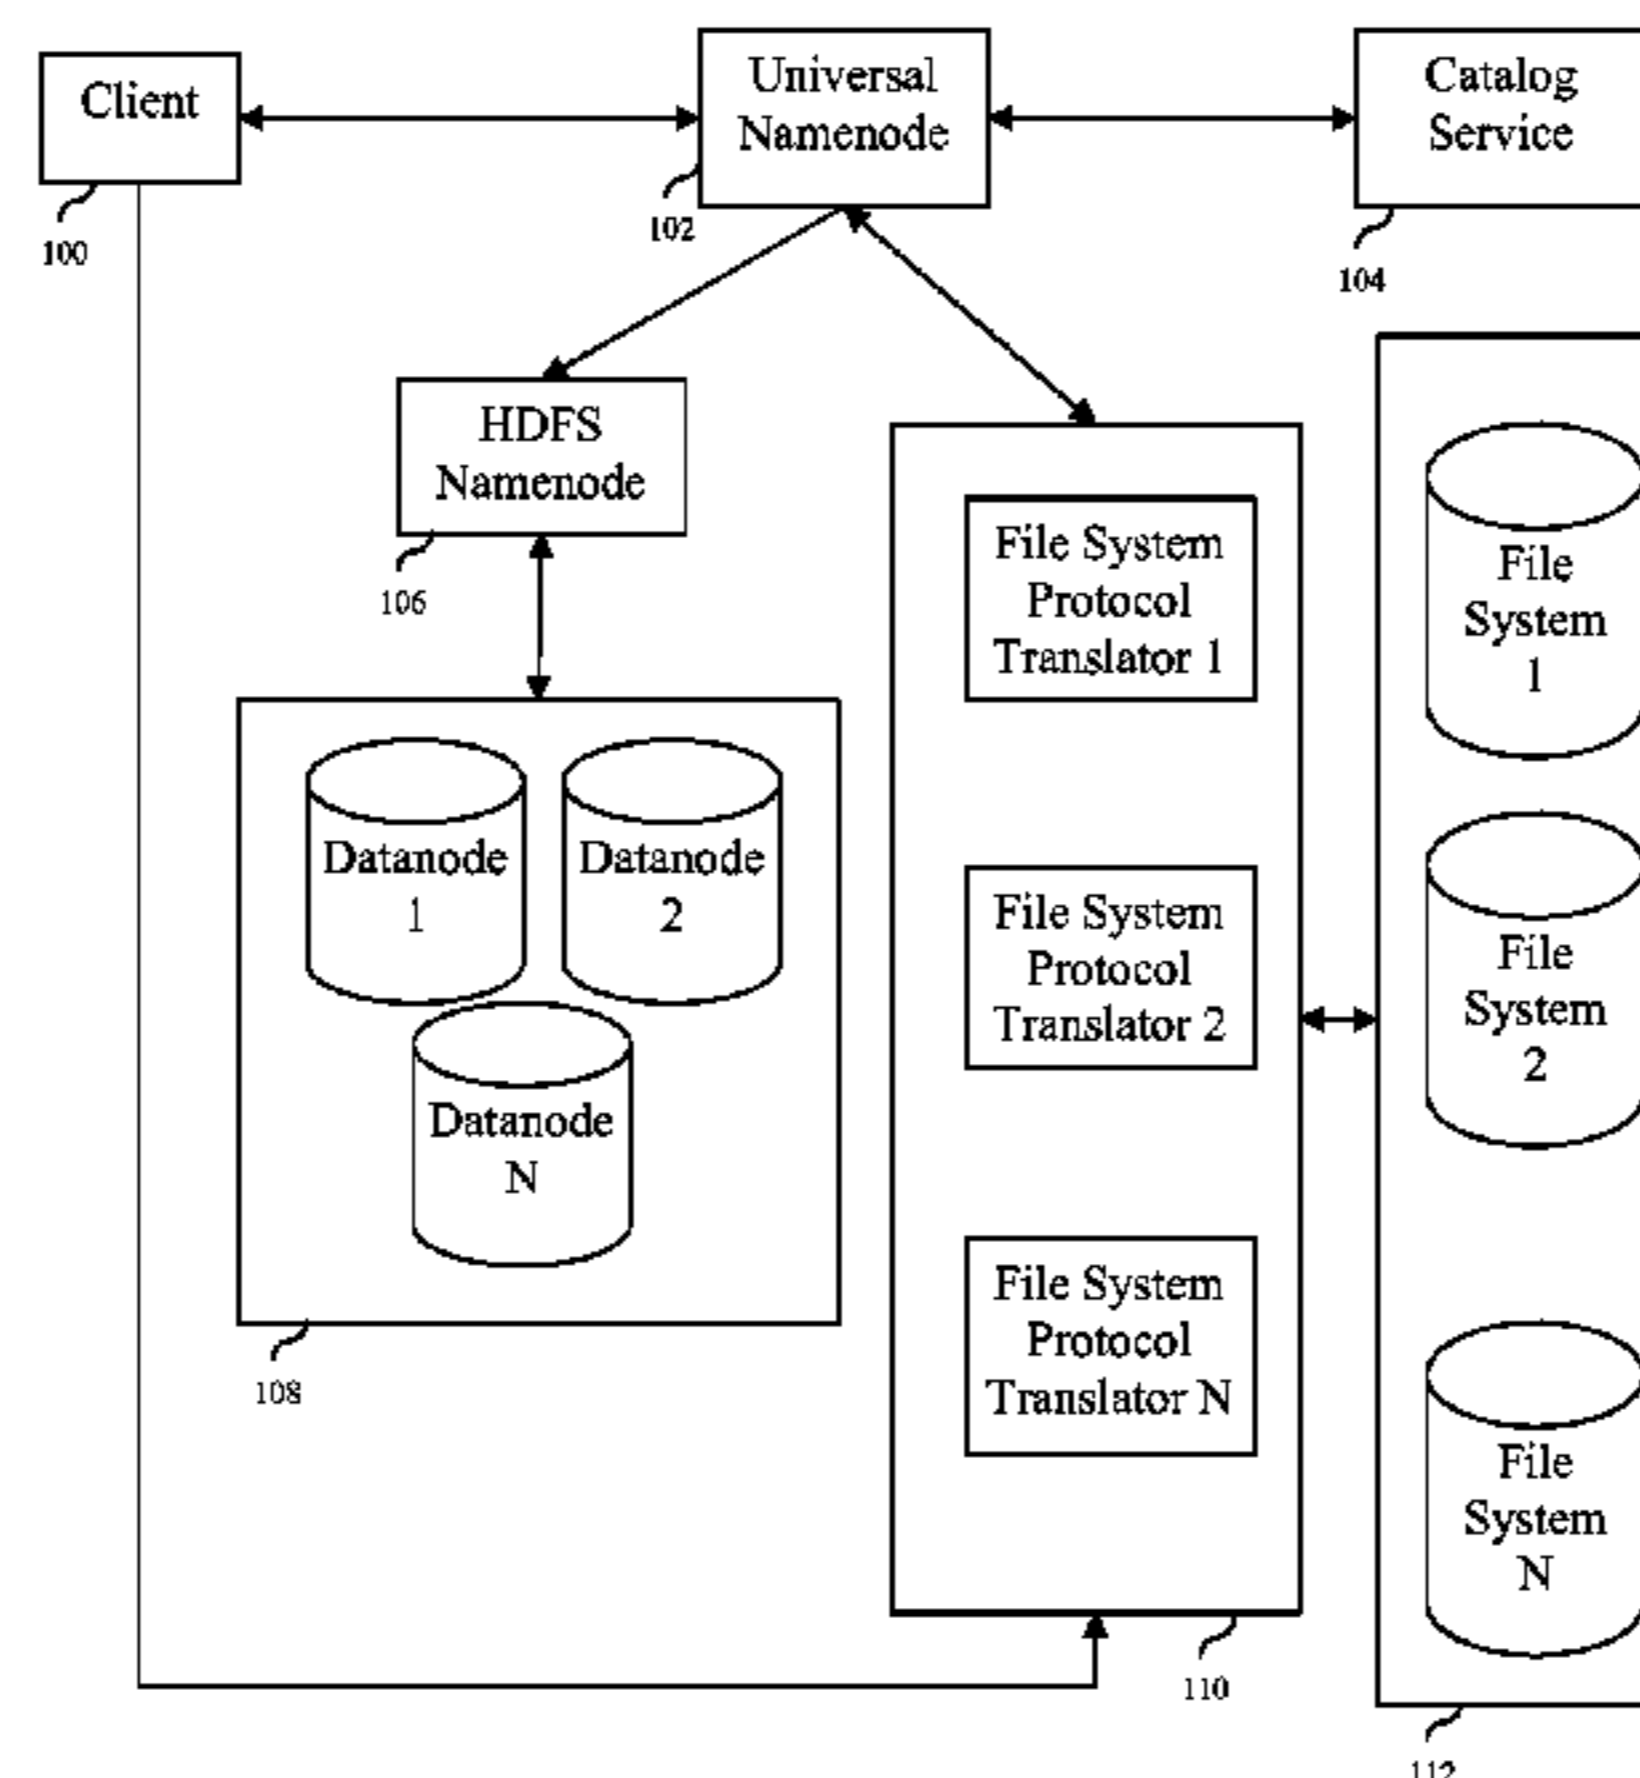 Client
100
Universal
Namenode
102
Catalog
Service
104
HDFS
Namenode
106
Datanode
1
Datanode
2
Datanode
N
108
File System
Protocol
Translator 1
File System
Protocol
Translator 2
File System
Protocol
Translator N
110
File
System
1
File
System
2
File
System
N
112